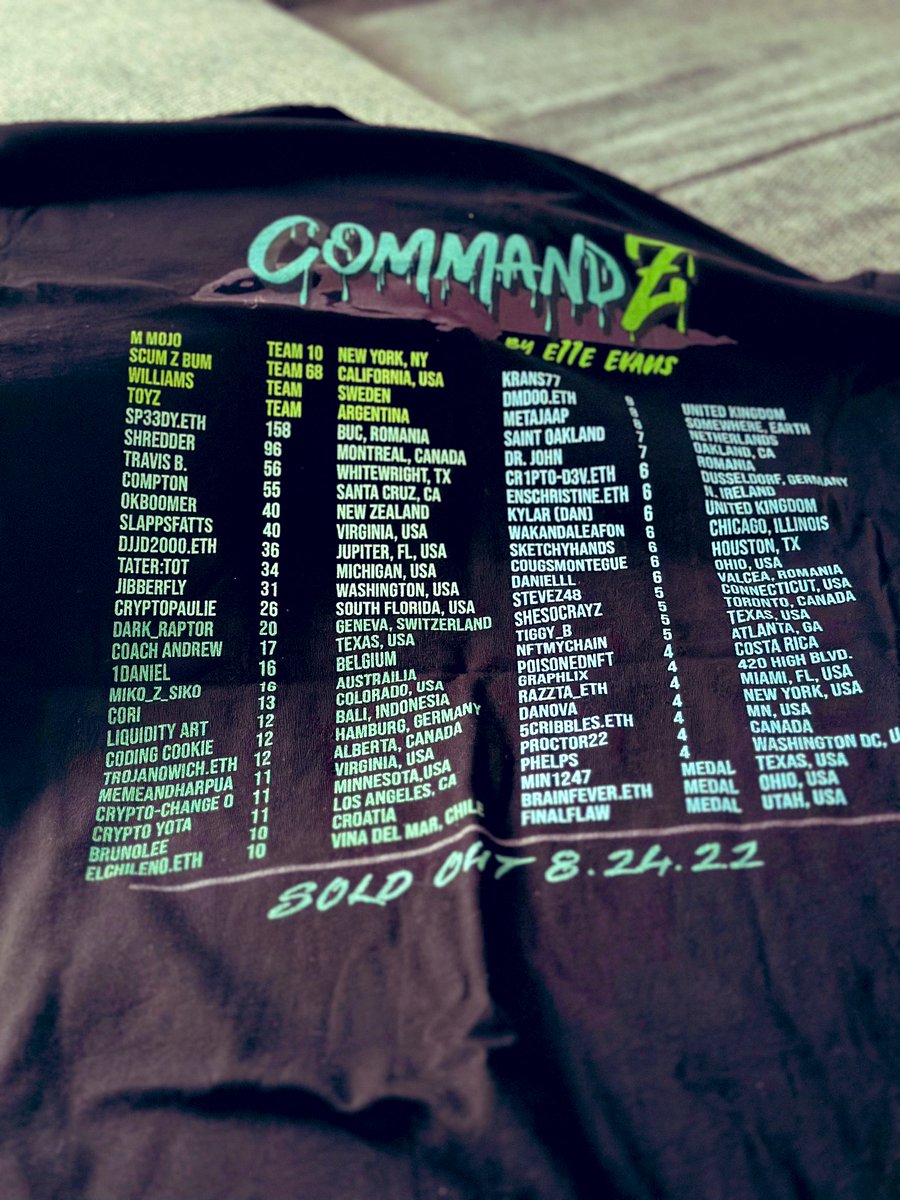 COMMAND Z
BY ETTE EVANS
M MOJO TEAM 10 NEW YORK, NY
SCUM Z BUM TEAM 68 CALIFORNIA, USA
WILLIAMS TEAM SWEDEN
TOYZ TEAM ARGENTINA
SP33DY.ETH 158 BUC, ROMANIA
SHREDDER 96 MONTREAL, CANADA
TRAVIS B. 56 WHITEWRIGHT, TX
COMPTON 55 SANTA CRUZ, CA
OKBOOMER 40 NEW ZEALAND
SLAPPSFATTS 40 VIRGINIA, USA
DJJD2000.ETH 36 JUPITER, FL, USA
TATER:TOT 34 MICHIGAN, USA
JIBBERFLY 31 WASHINGTON, USA
CRYPTOPAULIE 26 SOUTH FLORIDA, USA
DARK_RAPTOR 20 GENEVA, SWITZERLAND
COACH ANDREW 17 TEXAS, USA
1DANIEL 16 BELGIUM
MIKO_Z_SIKO 16 AUSTRAILIA
CORI 13 COLORADO, USA
LIQUIDITY ART 12 BALI, INDONESIA
CODING COOKIE 12 HAMBURG, GERMANY
TROJANOWICH.ETH 12 ALBERTA, CANADA
MEMEANDHARPUA 11 VIRGINIA, USA
CRYPTO-CHANGE O 11 MINNESOTA,USA
CRYPTO YOTA 11 LOS ANGELES, CA
BRUNOLEE 10 CROATIA
ELCHILENO.ETH 10 VINA DEL MAR, CHILE
KRANS77 9 UNITED KINGDOM
DMD00.ETH 8 SOMEWHERE, EARTH
METAJAAP 8 NETHERLANDS
SAINT OAKLAND 7 OAKLAND, CA
DR. JOHN 7 ROMANIA
CR1PTO-D3V.ETH 6 DUSSELDORF, GERMANY
ENSCHRISTINE.ETH 6 N. IRELAND
KYLAR (DAN) 6 UNITED KINGDOM
WAKANDALEAFON 6 CHICAGO, ILLINOIS
SKETCHYHANDS 6 HOUSTON, TX
COUGSMONTEGUE 6 OHIO, USA
DANIELLL 6 VALCEA, ROMANIA
STEVEZ48 5 CONNECTICUT, USA
SHESOCRAYZ 5 TORONTO, CANADA
TIGGY_B 5 TEXAS, USA
NFTMYCHAIN 5 ATLANTA, GA
POISONEDNFT 4 COSTA RICA
GRAPHLIX 4 420 HIGH BLVD.
RAZZTA_ETH 4 MIAMI, FL, USA
DANOVA 4 NEW YORK, USA
5CRIBBLES.ETH 4 MN, USA
PROCTOR22 4 CANADA
PHELPS 4 WASHINGTON DC, U
MIN1247 MEDAL TEXAS, USA
BRAINFEVER.ETH MEDAL OHIO, USA
FINALFLAW MEDAL UTAH, USA
SOLD OUT 8.24.22